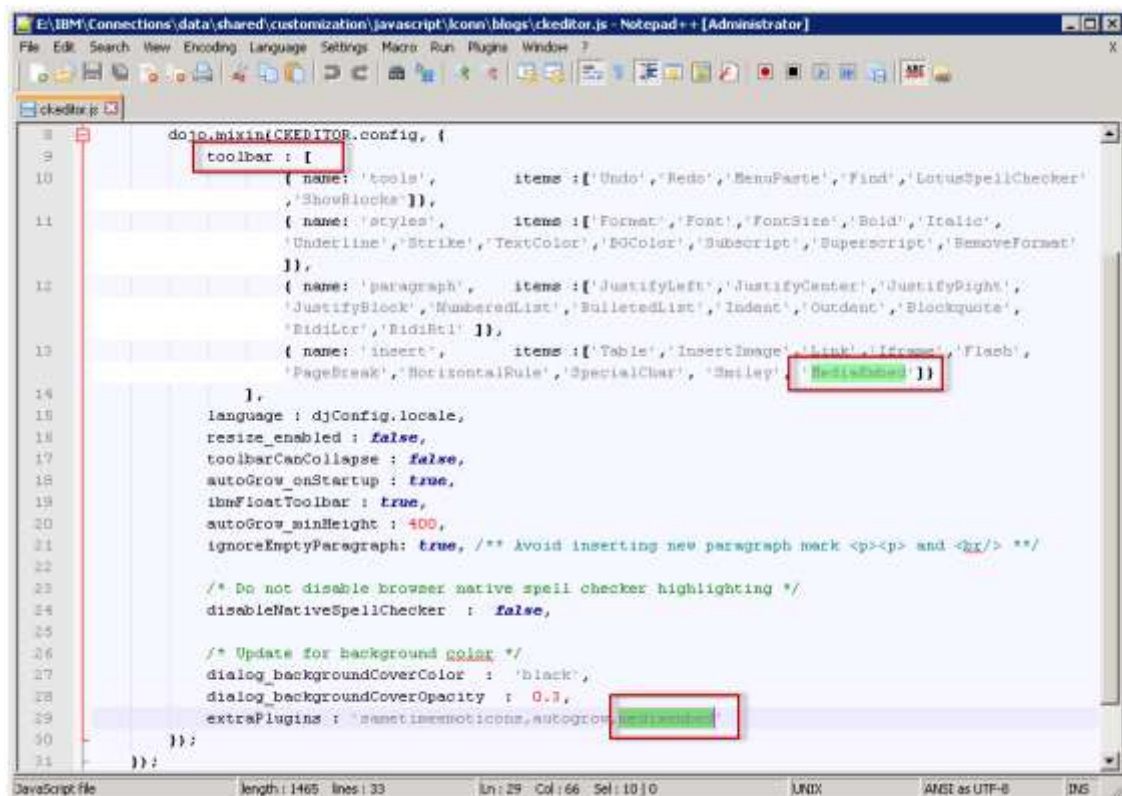 E:\IBM\Connections\data\shared\customization\javascript\lconn\blogs\ckeditor.js - Notepad++ [Administrator]
File Edit Search View Encoding Language Settings Macro Run Plugins Window ? X
ckeditor.js
8 dojo.mixin(CKEDITOR.config, {
9 toolbar : [
10 { name: 'tools', items :['Undo','Redo','MenuPaste','Find','LotusSpellChecker'
,'ShowBlocks']},
11 { name: 'styles', items :['Format','Font','FontSize','Bold','Italic',
'Underline','Strike','TextColor','BGColor','Subscript','Superscript','RemoveFormat'
]},
12 { name: 'paragraph', items :['JustifyLeft','JustifyCenter','JustifyRight',
'JustifyBlock','NumberedList','BulletedList','Indent','Outdent','Blockquote',
'BidiLtr','BidiRtl' ]},
13 { name: 'insert', items :['Table','InsertImage','Link','Iframe','Flash',
'PageBreak','HorizontalRule','SpecialChar', 'Smiley', 'MediaEmbed']}
14 ],
15 language : djConfig.locale,
16 resize_enabled : false,
17 toolbarCanCollapse : false,
18 autoGrow_onStartup : true,
19 ibmFloatToolbar : true,
20 autoGrow_minHeight : 400,
21 ignoreEmptyParagraph: true, /** Avoid inserting new paragraph mark <p><p> and <br/> **/
22
23 /* Do not disable browser native spell checker highlighting */
24 disableNativeSpellChecker : false,
25
26 /* Update for background color */
27 dialog_backgroundCoverColor : 'black',
28 dialog_backgroundCoverOpacity : 0.3,
29 extraPlugins : 'sametimeemoticons,autogrow,mediaembed'
30 });
31 });
JavaScript file length : 1465 lines : 33 Ln : 29 Col : 66 Sel : 10 | 0 UNIX ANSI as UTF-8 INS